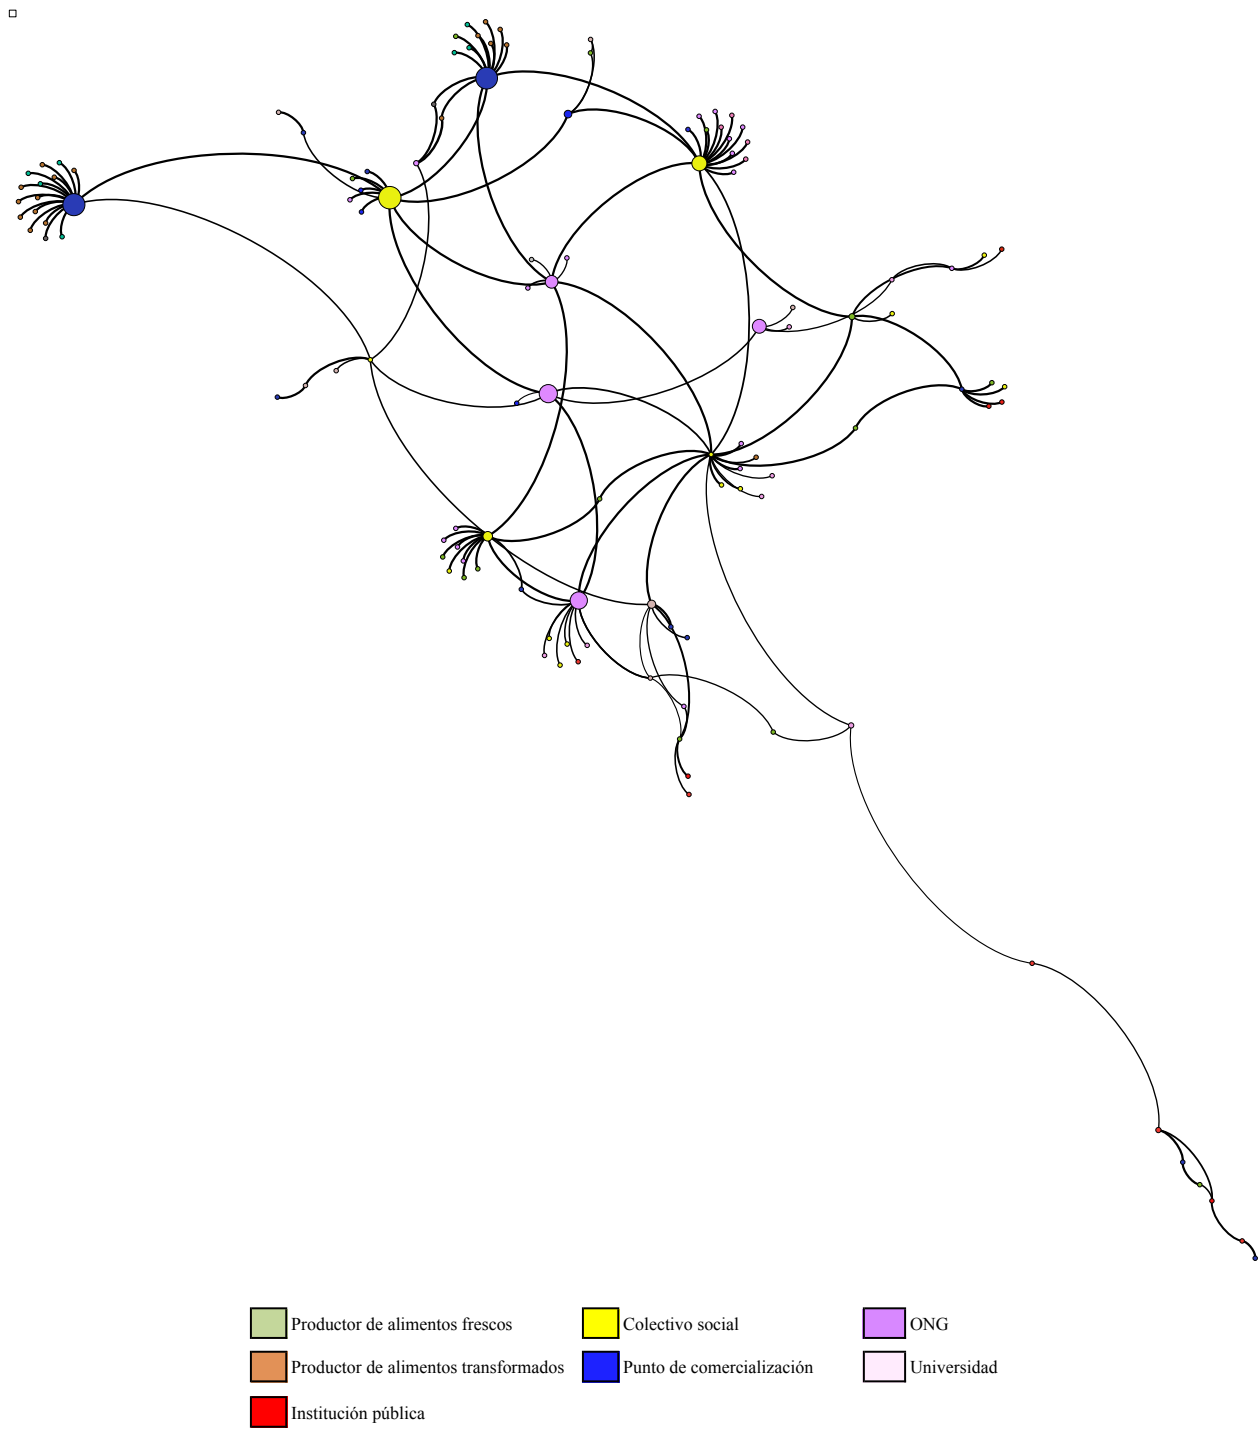 Productor de alimentos frescos
Colectivo social
ONG
Productor de alimentos transformados
Punto de comercialización
Universidad
Institución pública